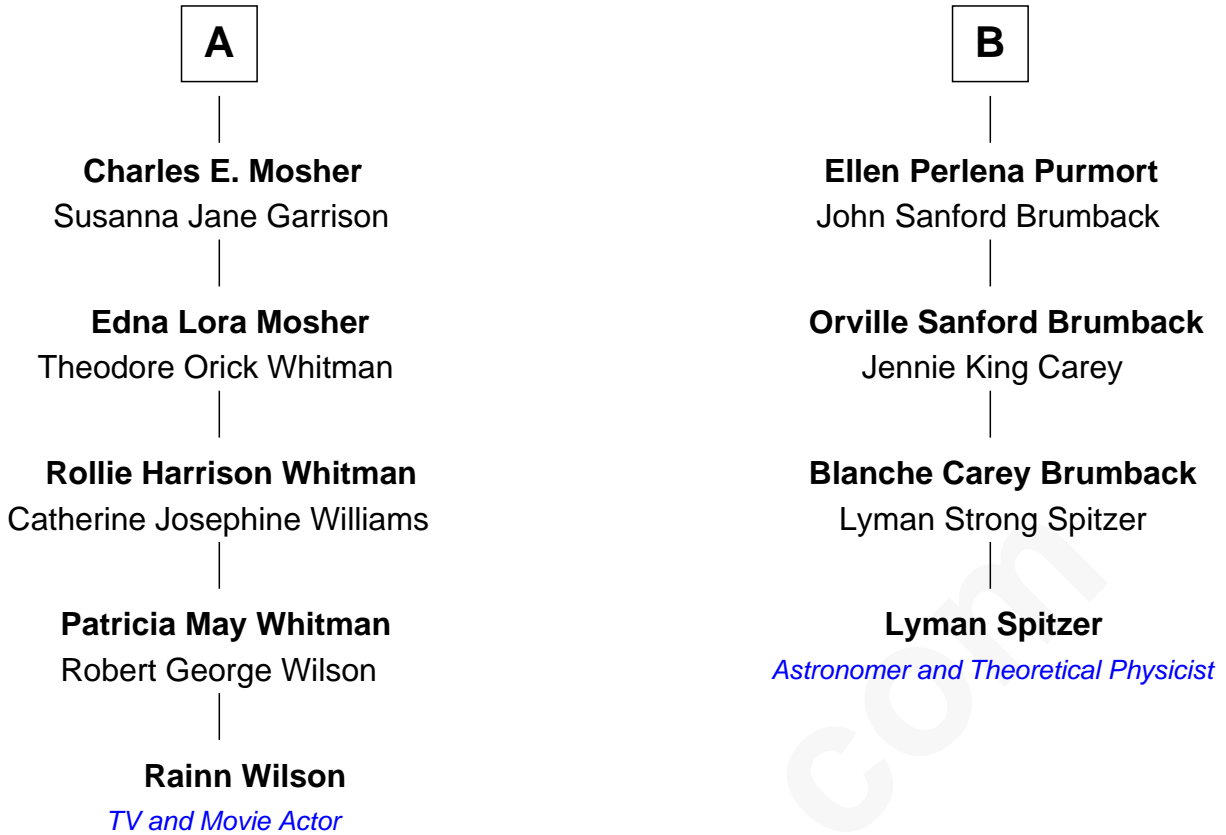 A
Charles E. Mosher
Susanna Jane Garrison
Edna Lora Mosher
Theodore Orick Whitman
Rollie Harrison Whitman
Catherine Josephine Williams
Patricia May Whitman
Robert George Wilson
Rainn Wilson
TV and Movie Actor
B
Ellen Perlena Purmort
John Sanford Brumback
Orville Sanford Brumback
Jennie King Carey
Blanche Carey Brumback
Lyman Strong Spitzer
Lyman Spitzer
Astronomer and Theoretical Physicist
com